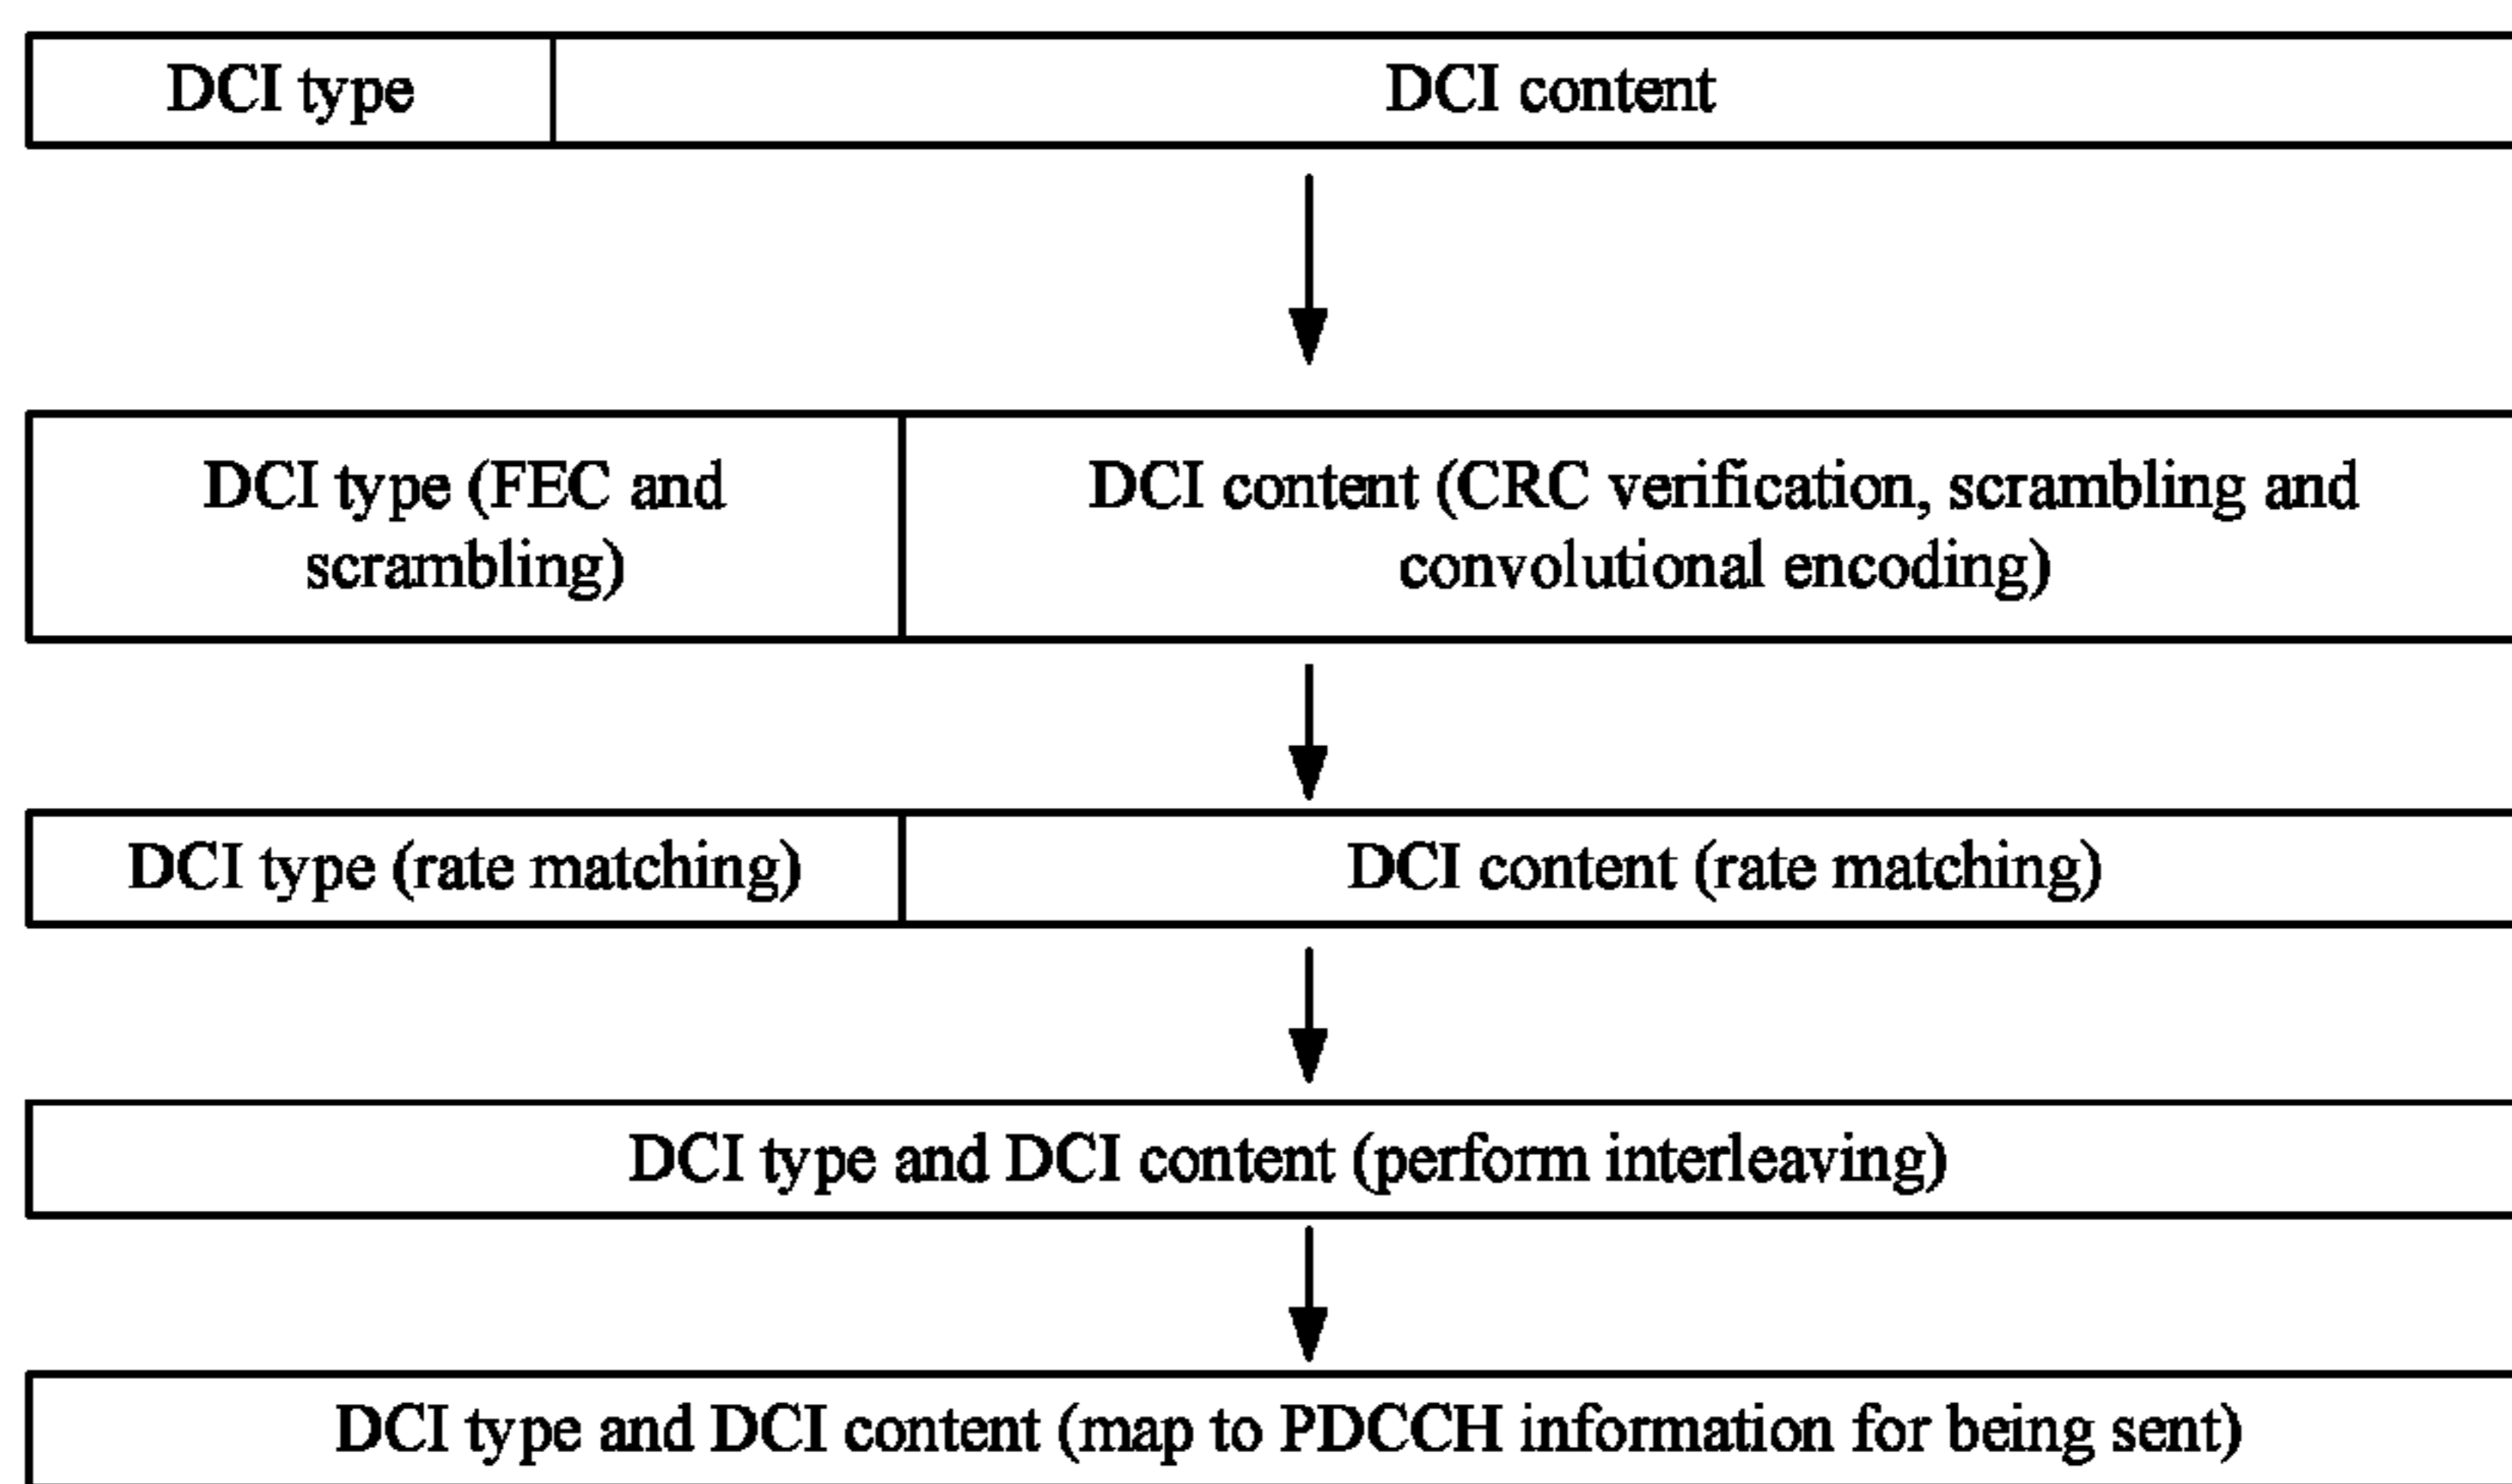 DCI type
DCI content
DCI type (FEC and
scrambling)
DCI content (CRC verification, scrambling and
convolutional encoding)
DCI type (rate matching)
DCI content (rate matching)
DCI type and DCI content (perform interleaving)
DCI type and DCI content (map to PDCCH information for being sent)